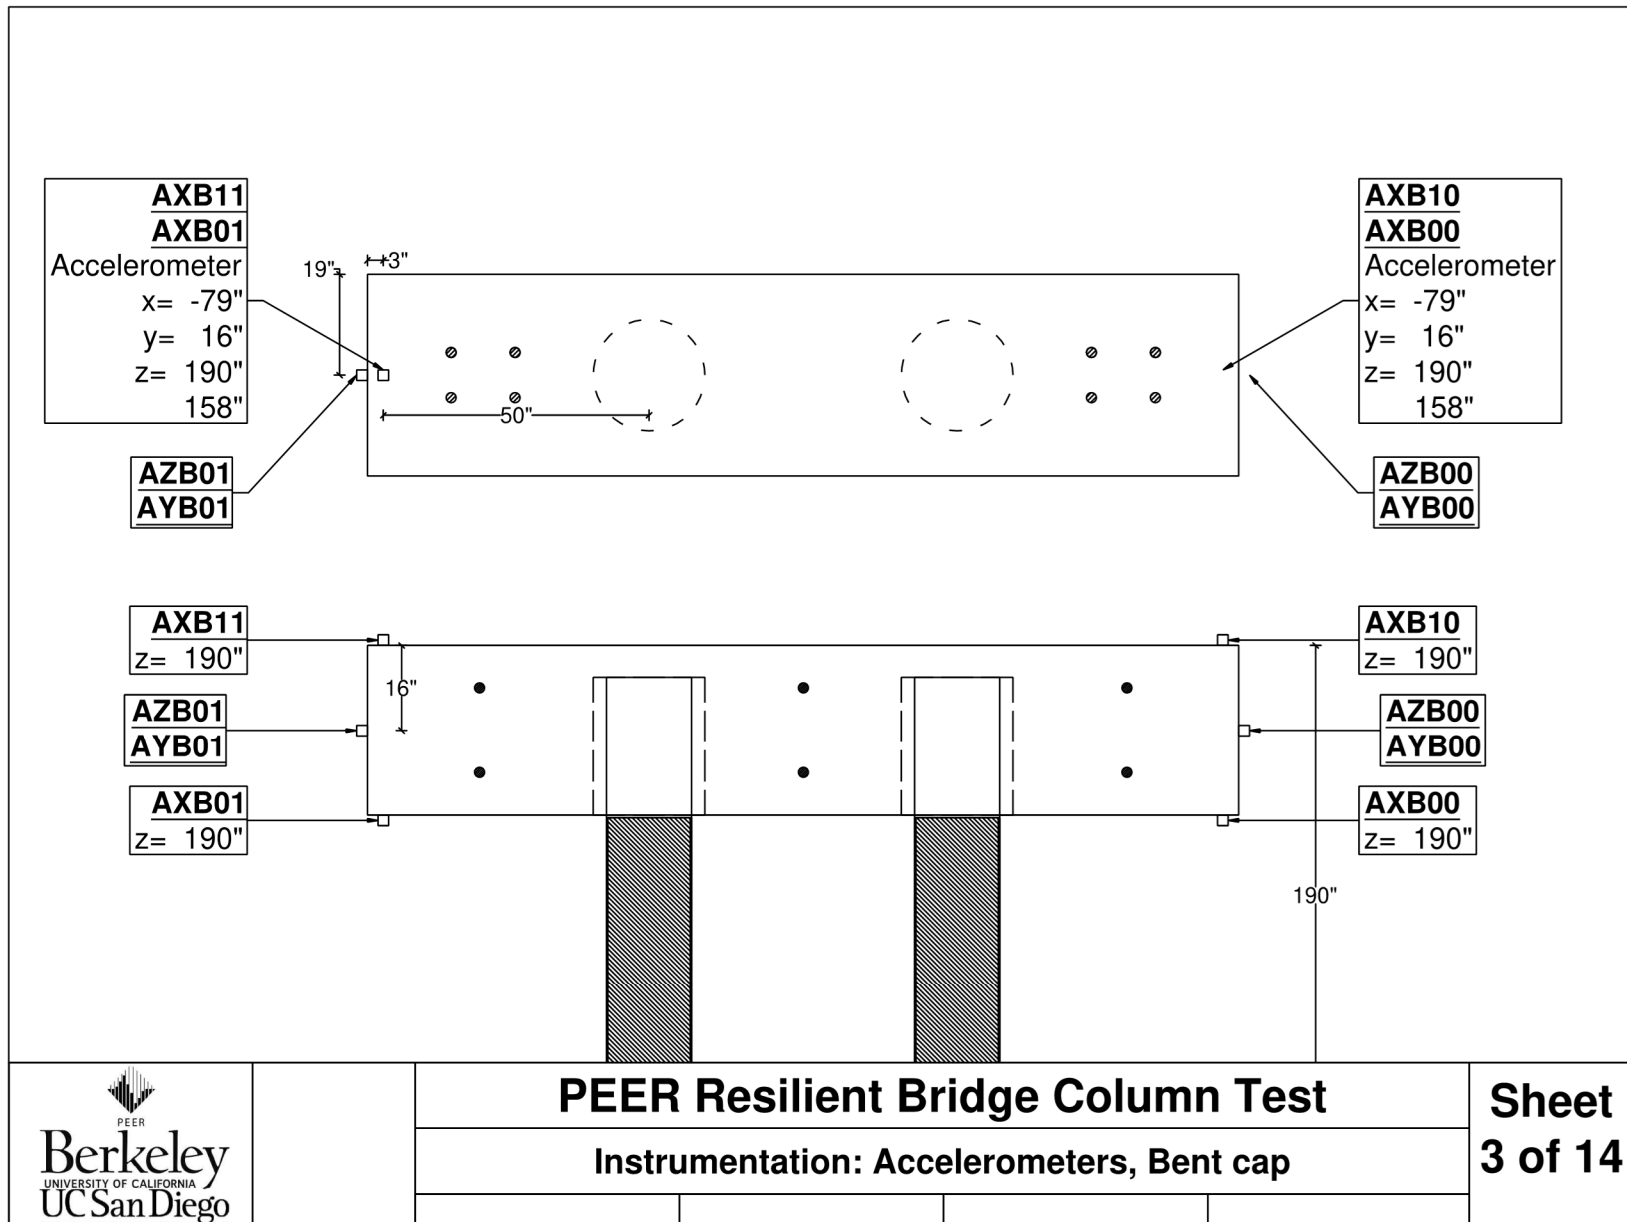 AXB11
AXB01
Accelerometer
x= -79"
y= 16"
z= 190"
158"
AXB10
AXB00
Accelerometer
x= -79"
y= 16"
z= 190"
158"
19"
3"
50"
AZB01
AYB01
AZB00
AYB00
AXB11
z= 190"
AXB10
z= 190"
16"
AZB01
AYB01
AZB00
AYB00
AXB01
z= 190"
AXB00
z= 190"
190"
PEER
Berkeley
UNIVERSITY OF CALIFORNIA
UC San Diego
PEER Resilient Bridge Column Test
Instrumentation: Accelerometers, Bent cap
Sheet
3 of 14